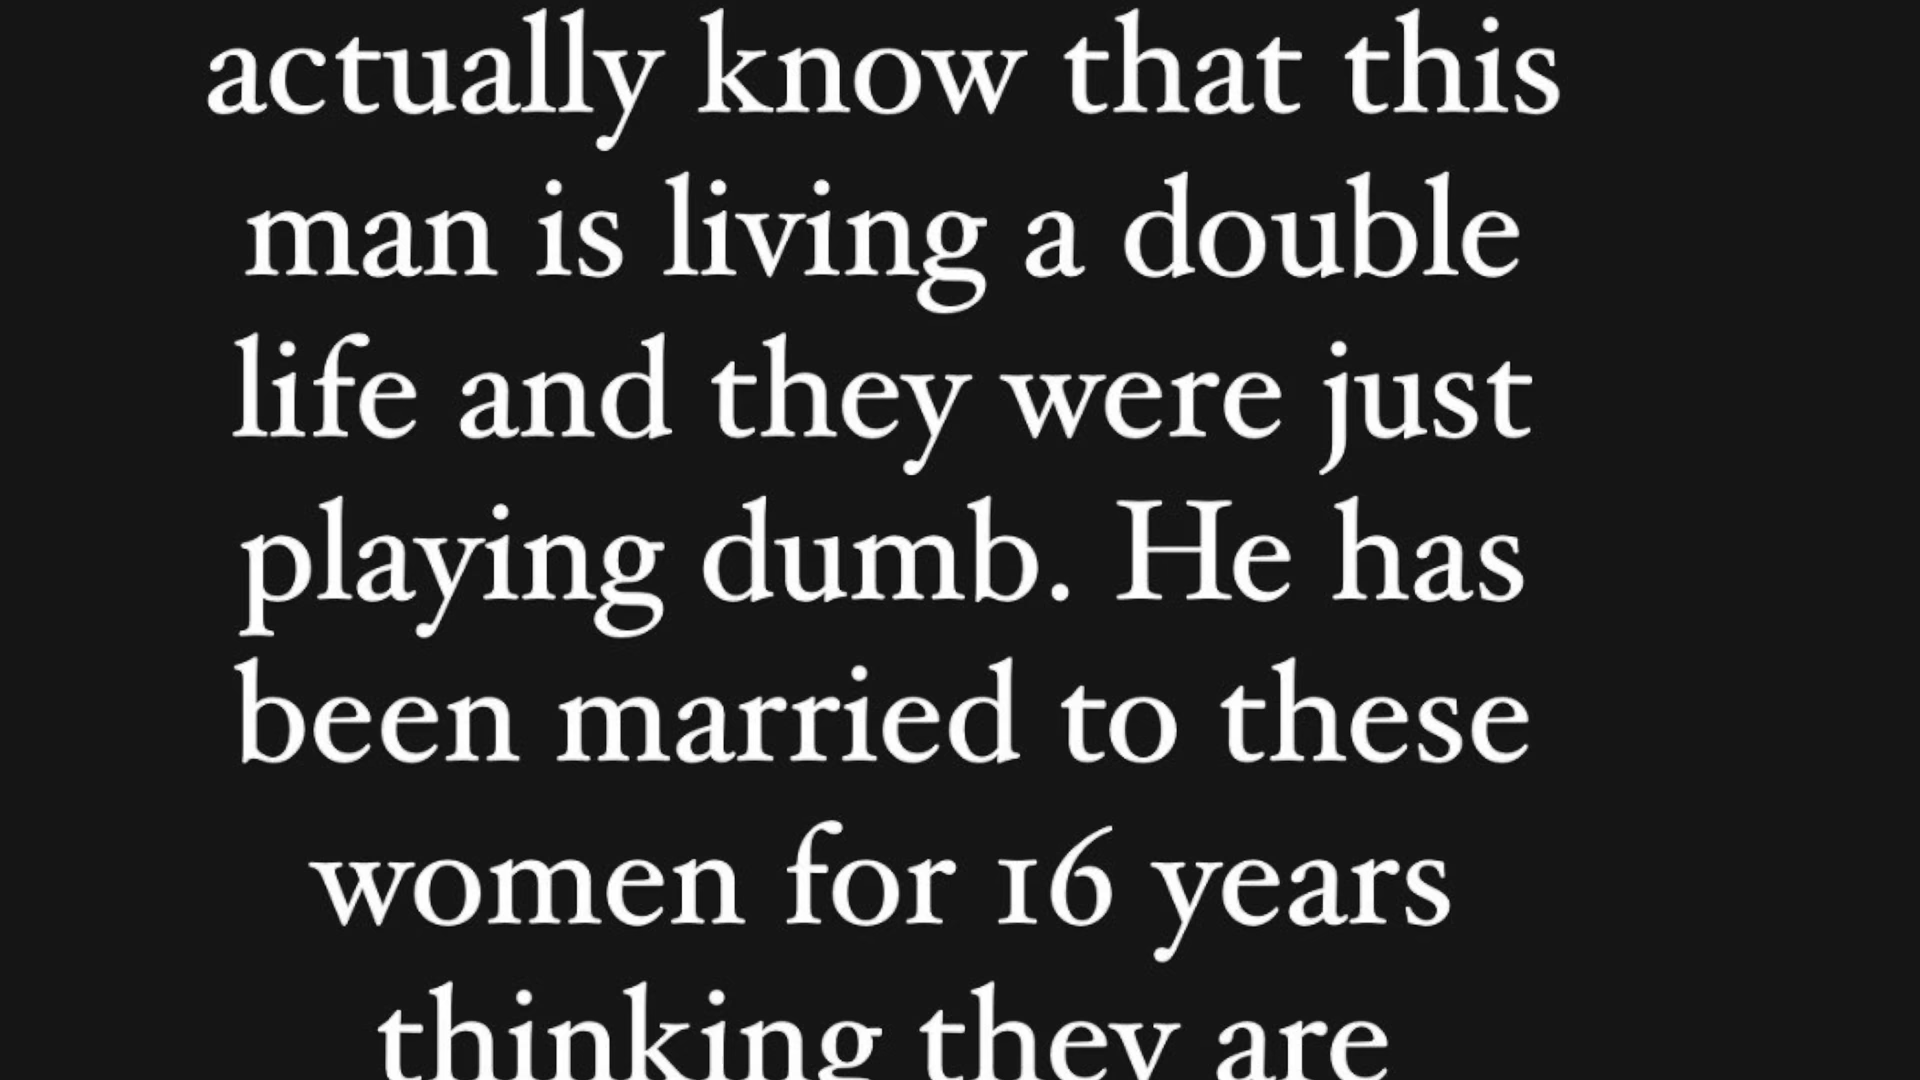 actually know that this
man is living a double
life and they were just
playing dumb. He has
been married to these
women for 16 years
thinking they are